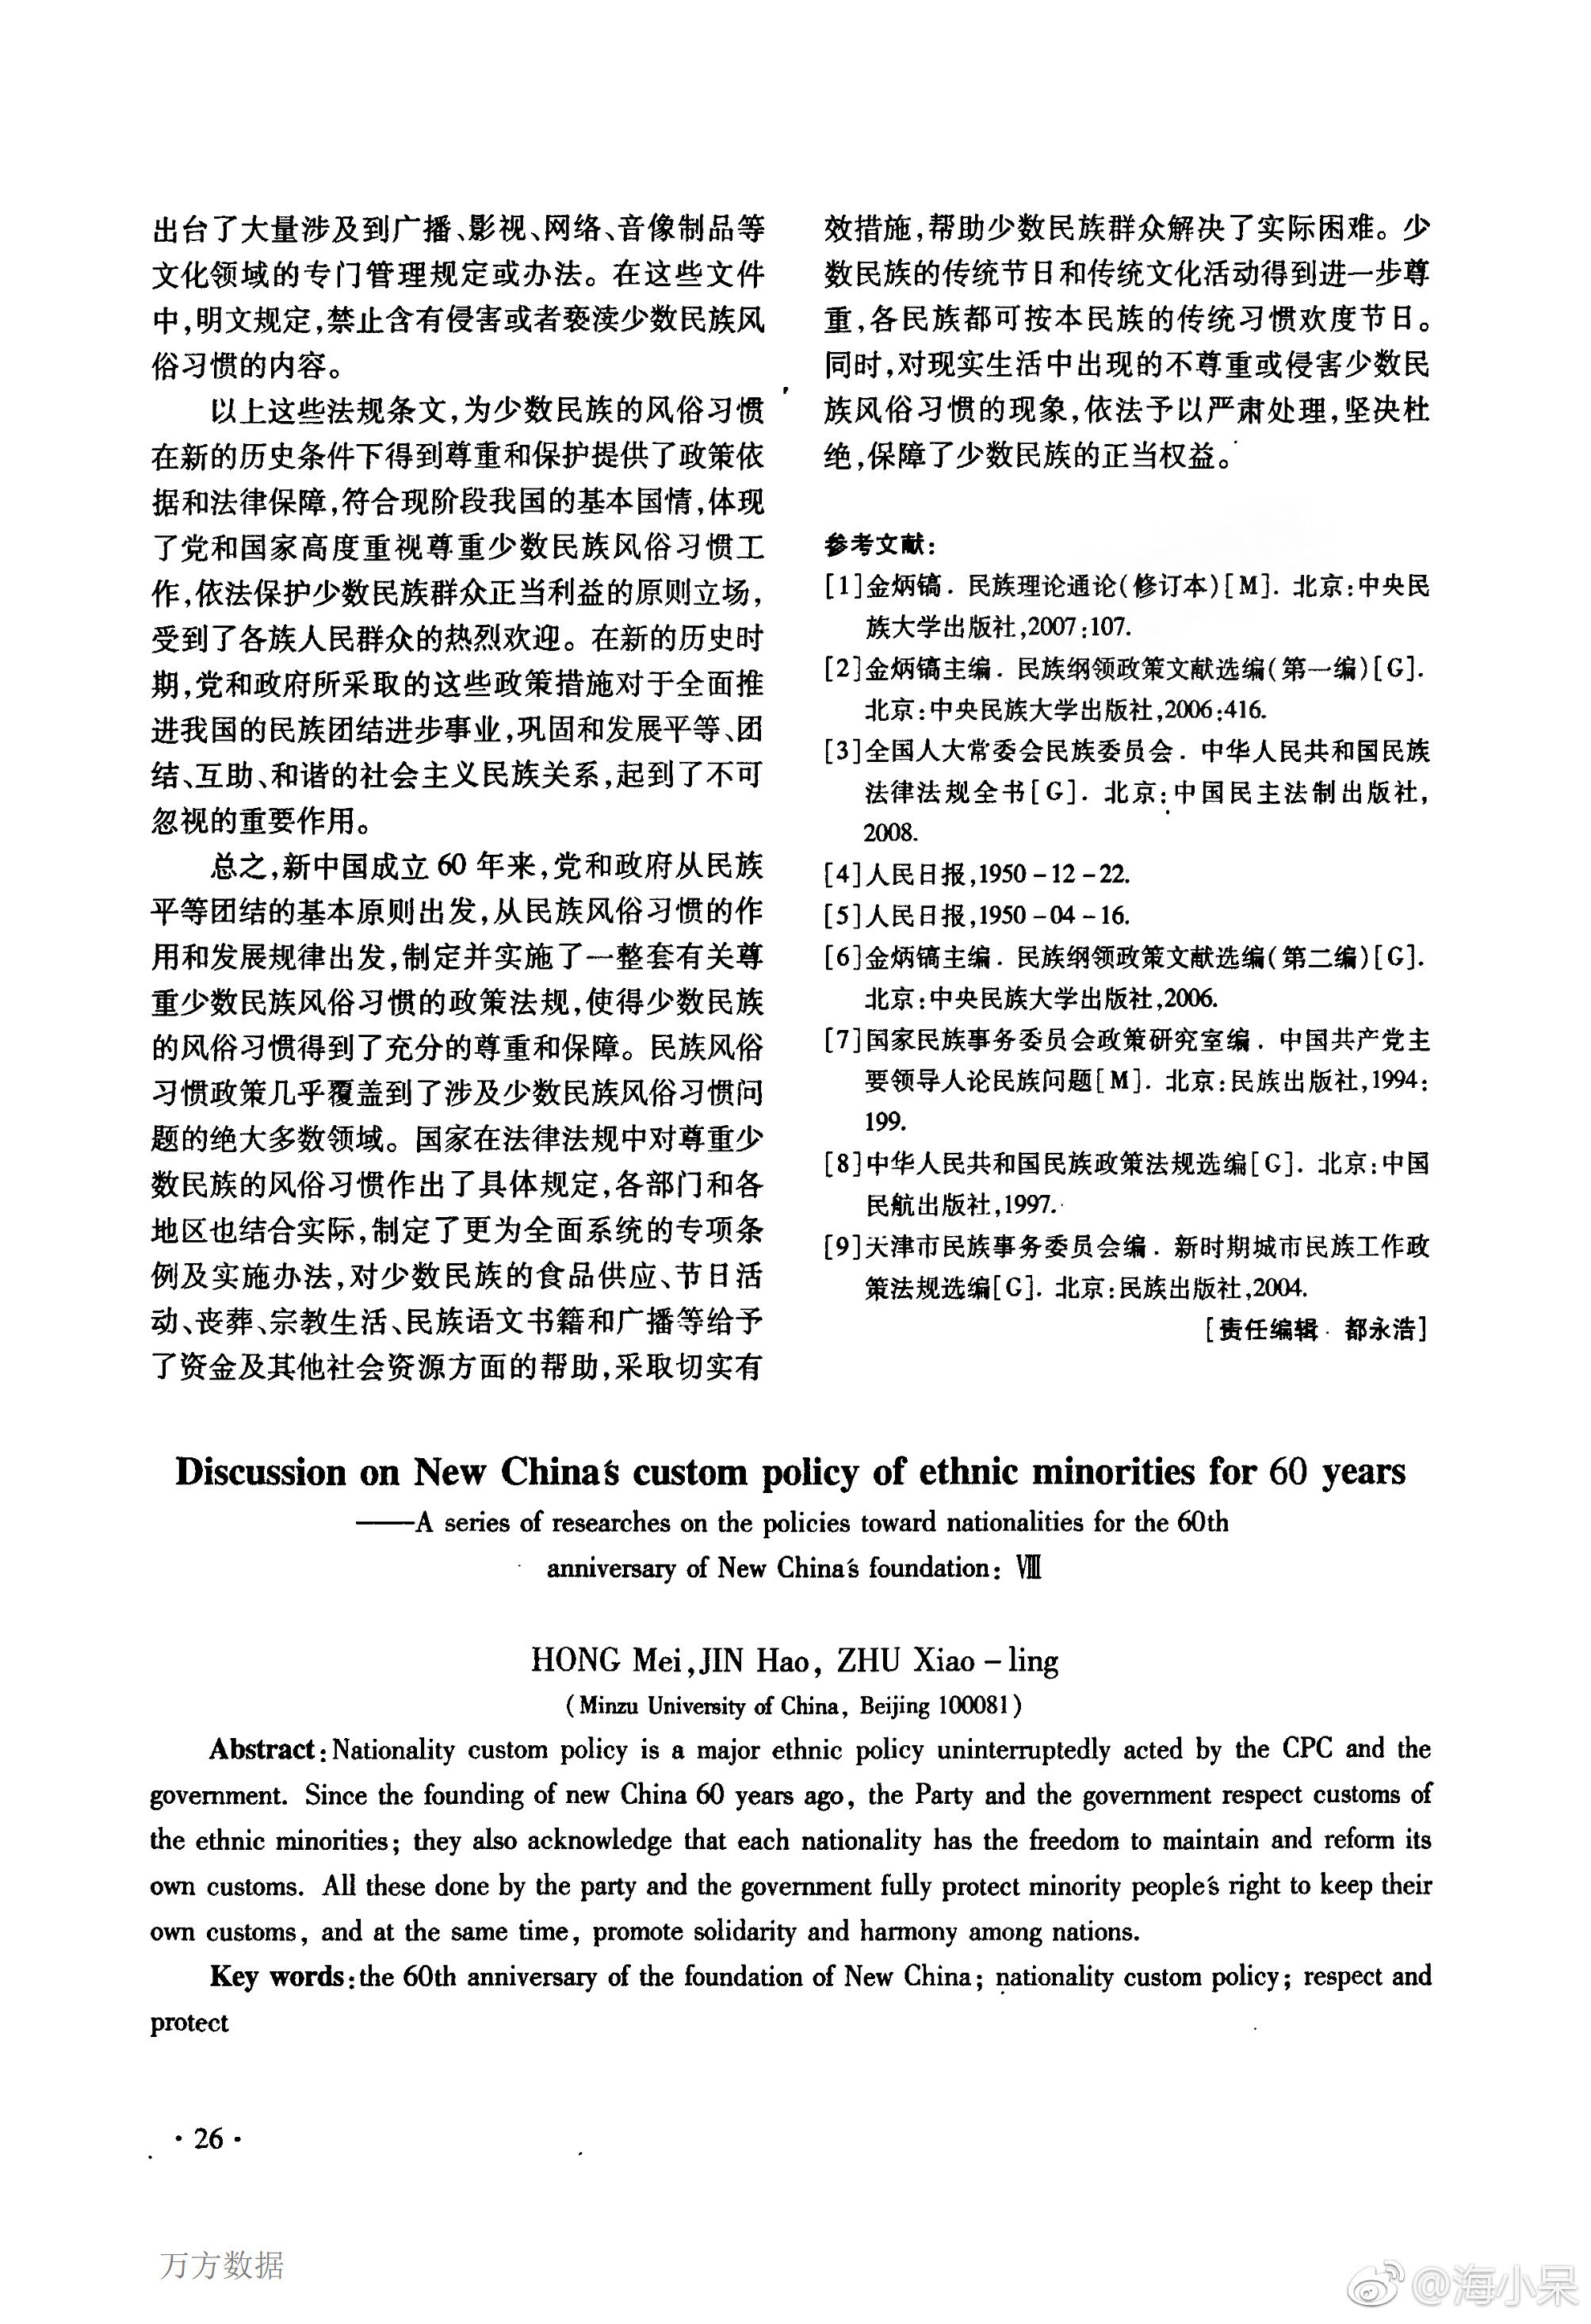 出台了大量涉及到广播、影视、网络、音像制品等
文化领域的专门管理规定或办法。在这些文件
中,明文规定,禁止含有侵害或者亵渎少数民族风
俗习惯的内容。
以上这些法规条文,为少数民族的风俗习惯
在新的历史条件下得到尊重和保护提供了政策依
据和法律保障,符合现阶段我国的基本国情,体现
了党和国家高度重视尊重少数民族风俗习惯工
作,依法保护少数民族群众正当利益的原则立场,
受到了各族人民群众的热烈欢迎。在新的历史时
期,党和政府所采取的这些政策措施对于全面推
进我国的民族团结进步事业,巩固和发展平等、团
结、互助、和谐的社会主义民族关系,起到了不可
忽视的重要作用。
总之,新中国成立 60 年来,党和政府从民族
平等团结的基本原则出发,从民族风俗习惯的作
用和发展规律出发,制定并实施了一整套有关尊
重少数民族风俗习惯的政策法规,使得少数民族
的风俗习惯得到了充分的尊重和保障。民族风俗
习惯政策几乎覆盖到了涉及少数民族风俗习惯问
题的绝大多数领域。国家在法律法规中对尊重少
数民族的风俗习惯作出了具体规定,各部门和各
地区也结合实际,制定了更为全面系统的专项条
例及实施办法,对少数民族的食品供应、节日活
动、丧葬、宗教生活、民族语文书籍和广播等给予
了资金及其他社会资源方面的帮助,采取切实有
效措施,帮助少数民族群众解决了实际困难。少
数民族的传统节日和传统文化活动得到进一步尊
重,各民族都可按本民族的传统习惯欢度节日。
同时,对现实生活中出现的不尊重或侵害少数民
族风俗习惯的现象,依法予以严肃处理,坚决杜
绝,保障了少数民族的正当权益。
参考文献:
[1]金炳镐. 民族理论通论(修订本)[M]. 北京:中央民
族大学出版社,2007:107.
[2]金炳镐主编. 民族纲领政策文献选编(第一编)[G].
北京:中央民族大学出版社,2006:416.
[3]全国人大常委会民族委员会. 中华人民共和国民族
法律法规全书[G]. 北京:中国民主法制出版社,
2008.
[4]人民日报,1950-12-22.
[5]人民日报,1950-04-16.
[6]金炳镐主编. 民族纲领政策文献选编(第二编)[G].
北京:中央民族大学出版社,2006.
[7]国家民族事务委员会政策研究室编. 中国共产党主
要领导人论民族问题[M]. 北京:民族出版社,1994:
199.
[8]中华人民共和国民族政策法规选编[G]. 北京:中国
民航出版社,1997.
[9]天津市民族事务委员会编. 新时期城市民族工作政
策法规选编[G]. 北京:民族出版社,2004.
[责任编辑 都永浩]
Discussion on New China's custom policy of ethnic minorities for 60 years
——A series of researches on the policies toward nationalities for the 60th
anniversary of New China's foundation: Ⅷ
HONG Mei,JIN Hao, ZHU Xiao-ling
(Minzu University of China, Beijing 100081)
Abstract:Nationality custom policy is a major ethnic policy uninterruptedly acted by the CPC and the
government. Since the founding of new China 60 years ago, the Party and the government respect customs of
the ethnic minorities; they also acknowledge that each nationality has the freedom to maintain and reform its
own customs. All these done by the party and the government fully protect minority people's right to keep their
own customs, and at the same time, promote solidarity and harmony among nations.
Key words:the 60th anniversary of the foundation of New China; nationality custom policy; respect and
protect
·26·
万方数据
@海小呆